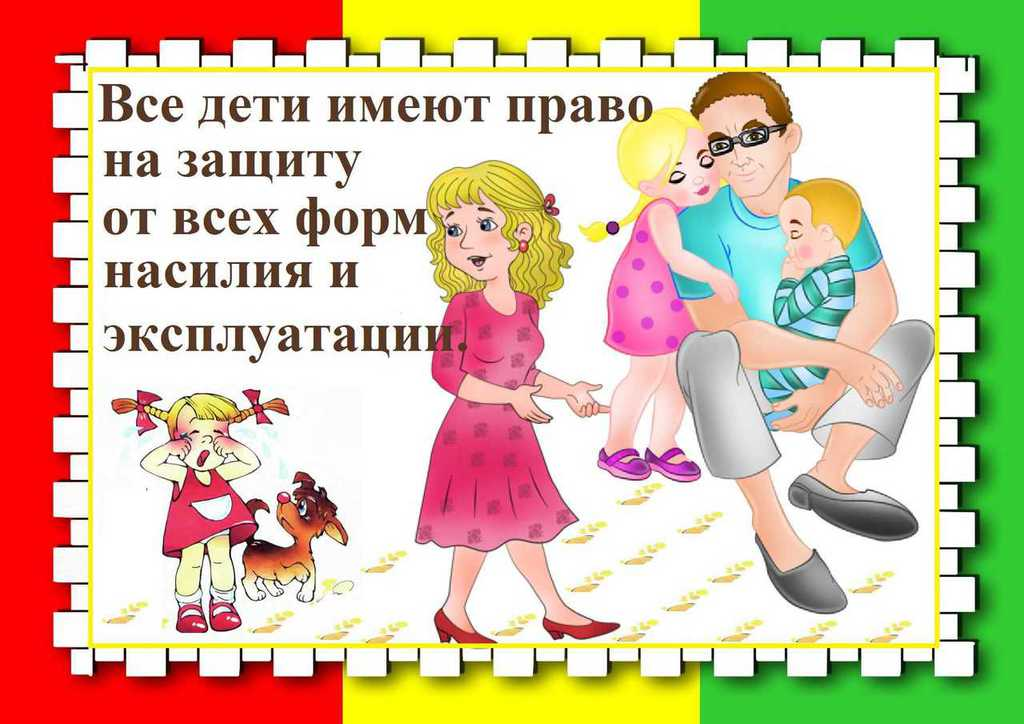 Все дети имеют право
на защиту
от всех форм
насилия и
эксплуатации.